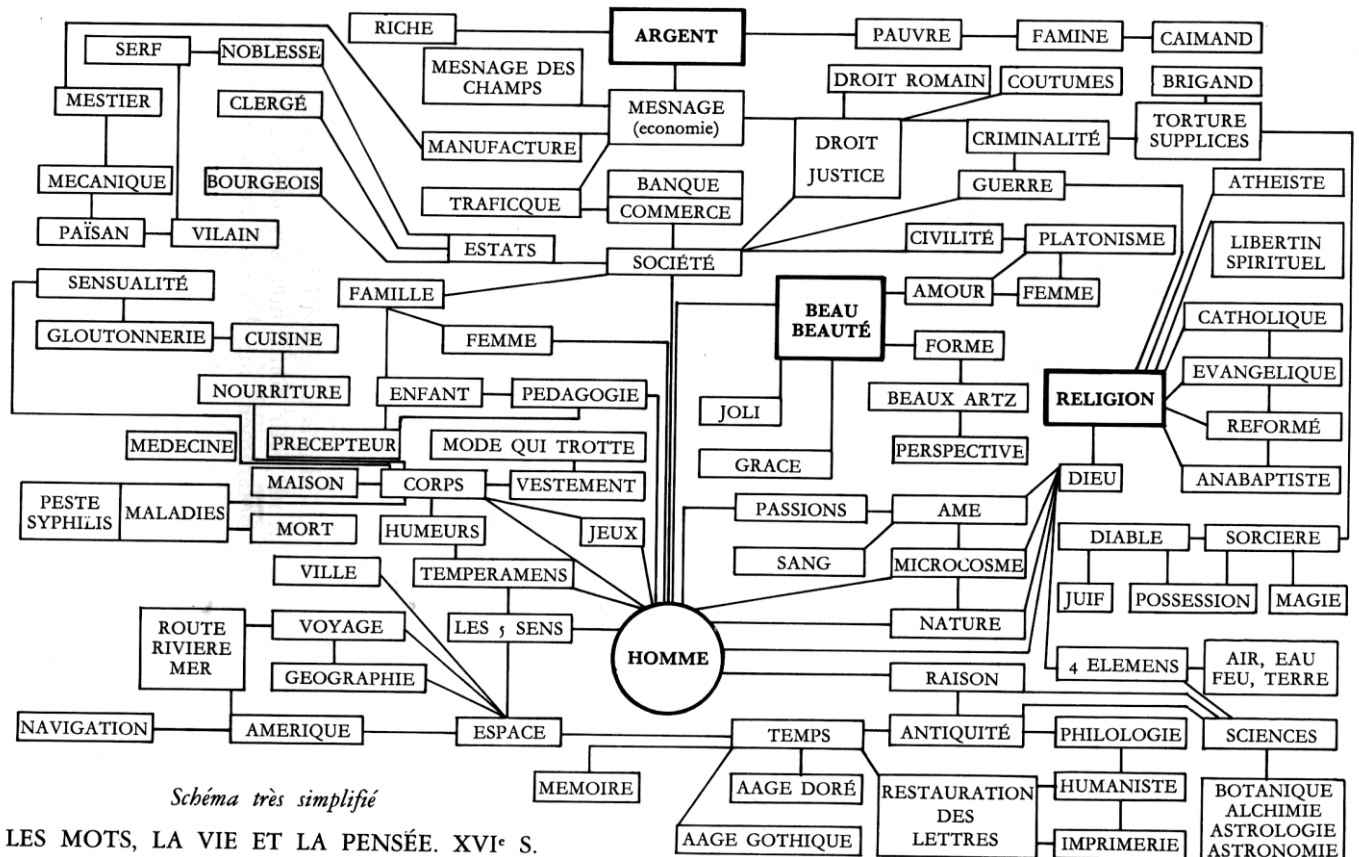 RICHE
ARGENT
PAUVRE
FAMINE
CAIMAND
SERF
NOBLESSE
MESNAGE DES
CHAMPS
DROIT ROMAIN
COUTUMES
BRIGAND
MESTIER
CLERGÉ
MESNAGE
(economie)
MANUFACTURE
DROIT
JUSTICE
CRIMINALITÉ
TORTURE
SUPPLICES
MECANIQUE
BOURGEOIS
TRAFICQUE
BANQUE
COMMERCE
GUERRE
ATHEISTE
PAÏSAN
VILAIN
ESTATS
SOCIÉTÉ
CIVILITÉ
PLATONISME
LIBERTIN
SPIRITUEL
SENSUALITÉ
FAMILLE
BEAU
BEAUTÉ
AMOUR
FEMME
GLOUTONNERIE
CUISINE
FEMME
FORME
CATHOLIQUE
NOURRITURE
ENFANT
PEDAGOGIE
JOLI
BEAUX ARTZ
RELIGION
EVANGELIQUE
MEDECINE
PRECEPTEUR
MODE QUI TROTTE
GRACE
PERSPECTIVE
REFORMÉ
MAISON
CORPS
VESTEMENT
DIEU
ANABAPTISTE
PESTE
SYPHILIS
MALADIES
MORT
HUMEURS
JEUX
PASSIONS
AME
VILLE
TEMPERAMENS
SANG
MICROCOSME
DIABLE
SORCIERE
JUIF
POSSESSION
MAGIE
ROUTE
RIVIERE
MER
VOYAGE
LES 5 SENS
HOMME
NATURE
GEOGRAPHIE
RAISON
4 ELEMENS
AIR, EAU
FEU, TERRE
NAVIGATION
AMERIQUE
ESPACE
TEMPS
ANTIQUITÉ
PHILOLOGIE
SCIENCES
MEMOIRE
AAGE DORÉ
RESTAURATION
DES
LETTRES
HUMANISTE
BOTANIQUE
ALCHIMIE
ASTROLOGIE
ASTRONOMIE
AAGE GOTHIQUE
IMPRIMERIE
Schéma très simplifié
LES MOTS, LA VIE ET LA PENSÉE. XVIᵉ S.